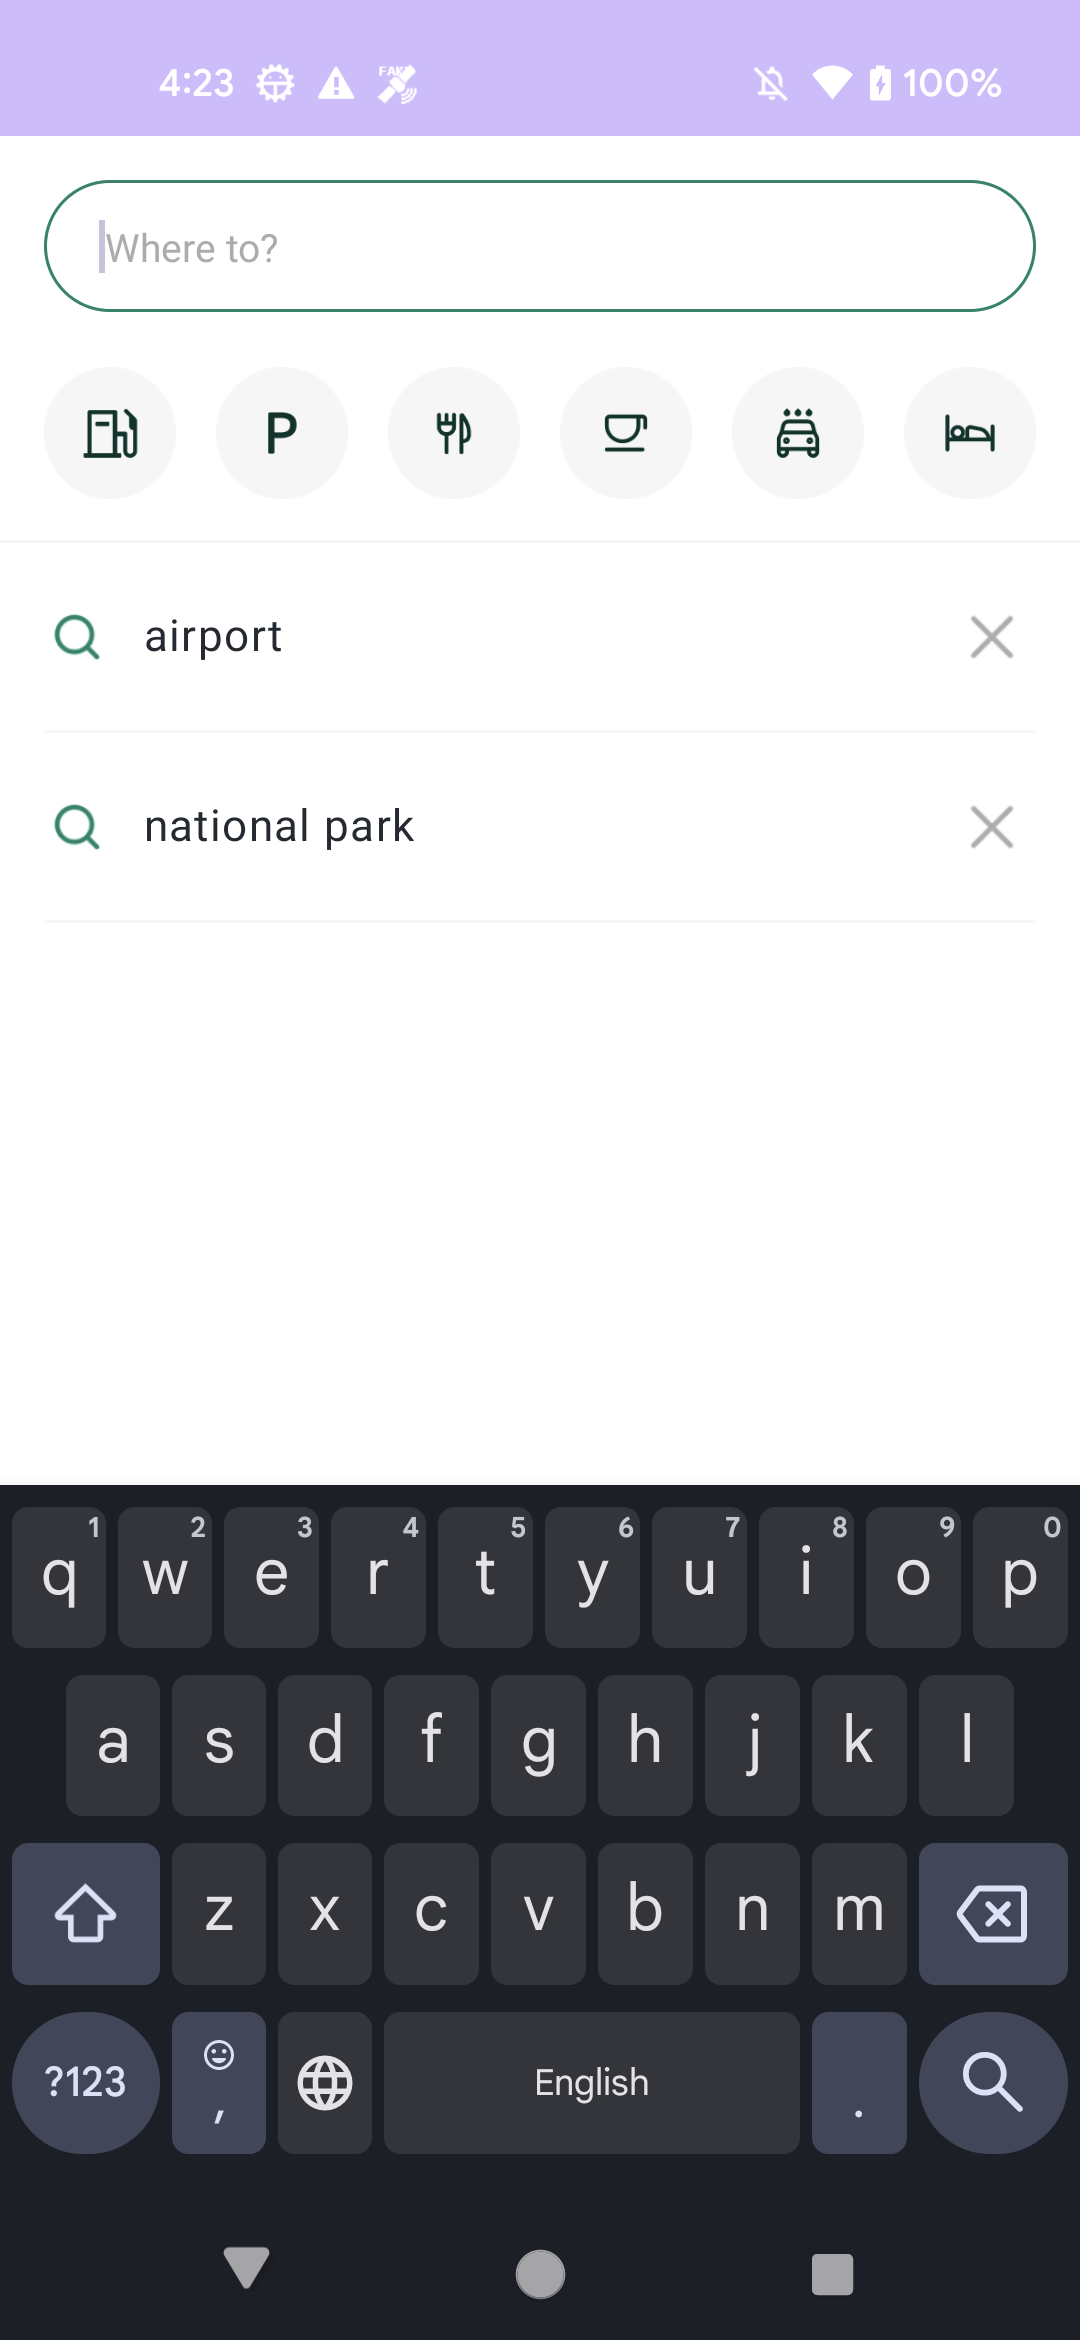 4:23 FAKE 100%
Where to?
P
airport
national park
1 2 3 4 5 6 7 8 9 0
q w e r t y u i o p
a s d f g h j k l
z x c v b n m
?123 , English .